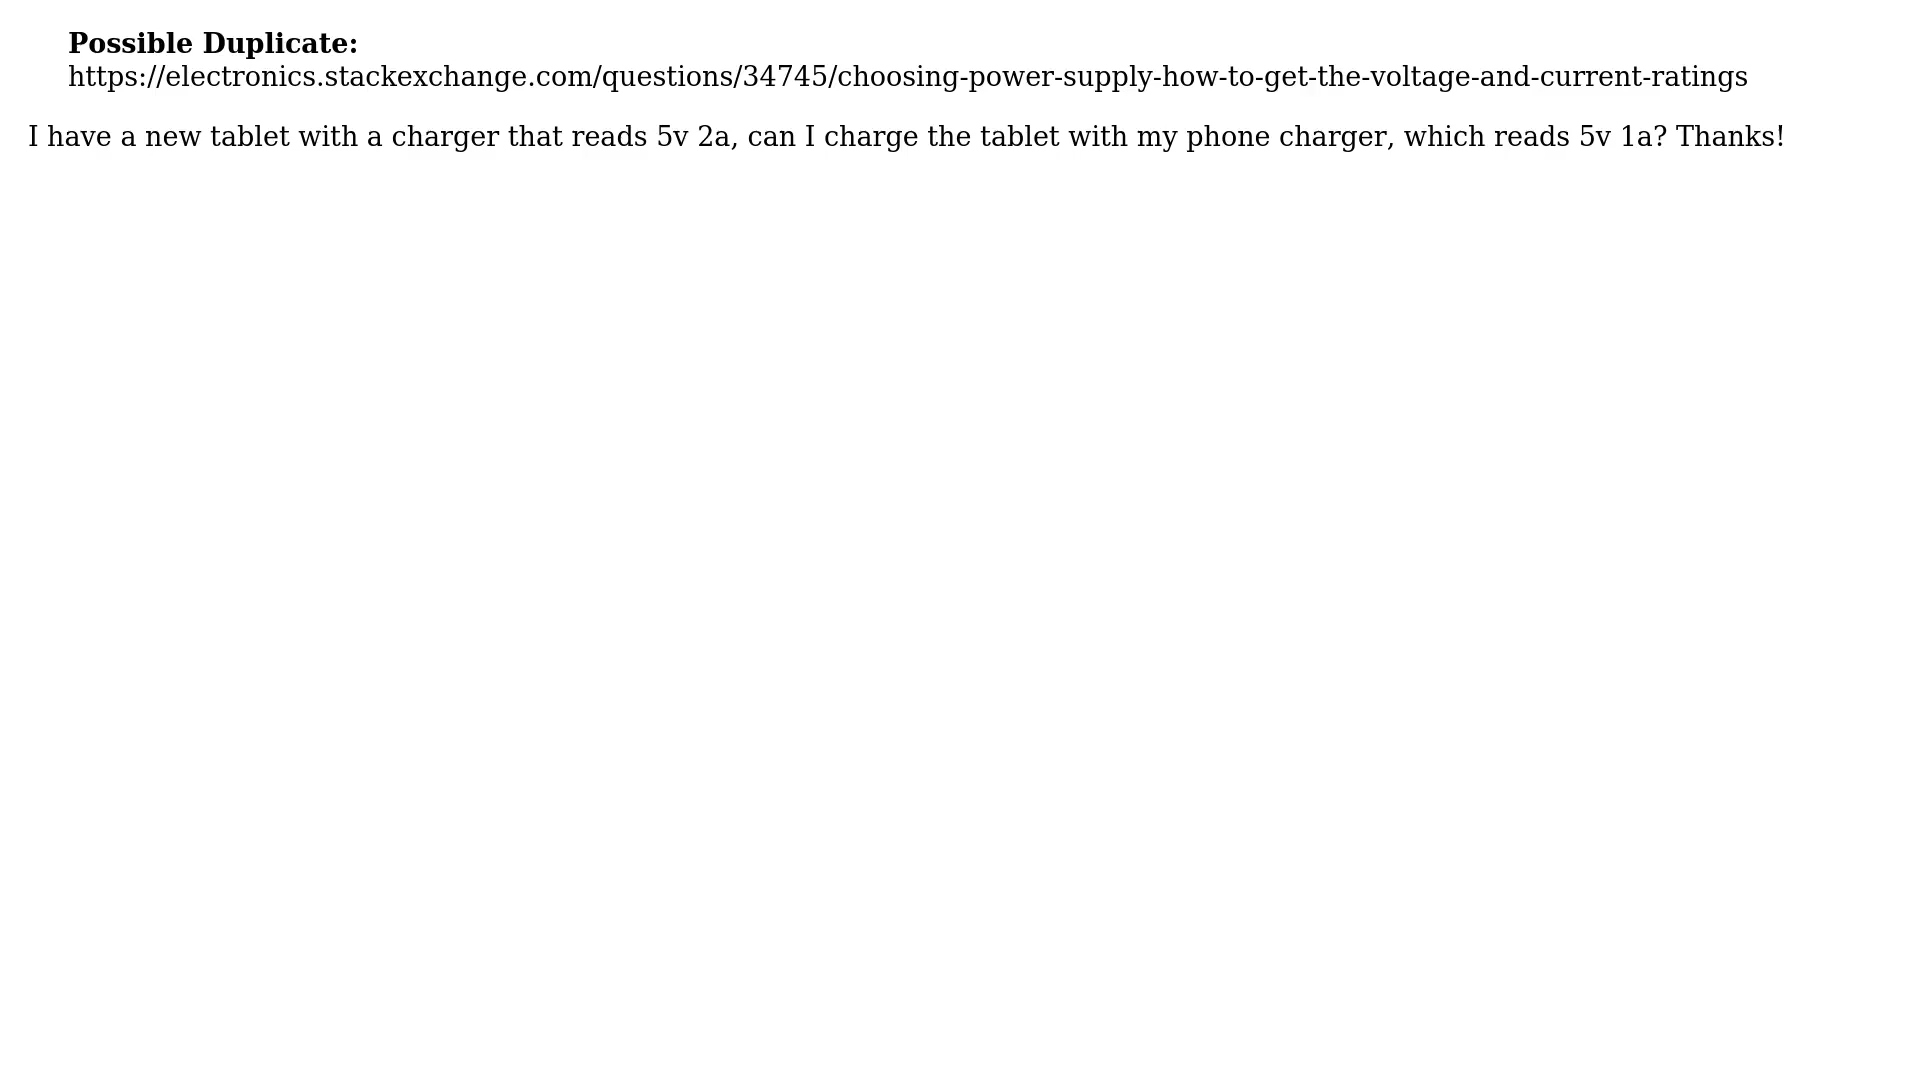 Possible Duplicate:
https://electronics.stackexchange.com/questions/34745/choosing-power-supply-how-to-get-the-voltage-and-current-ratings
I have a new tablet with a charger that reads 5v 2a, can I charge the tablet with my phone charger, which reads 5v 1a? Thanks!